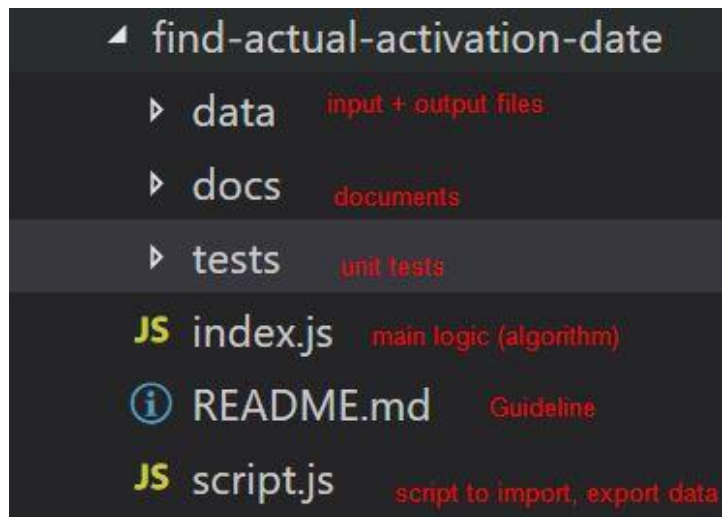 find-actual-activation-date
data input + output files
docs documents
tests unit tests
JS index.js main logic (algorithm)
README.md Guideline
JS script.js script to import, export data